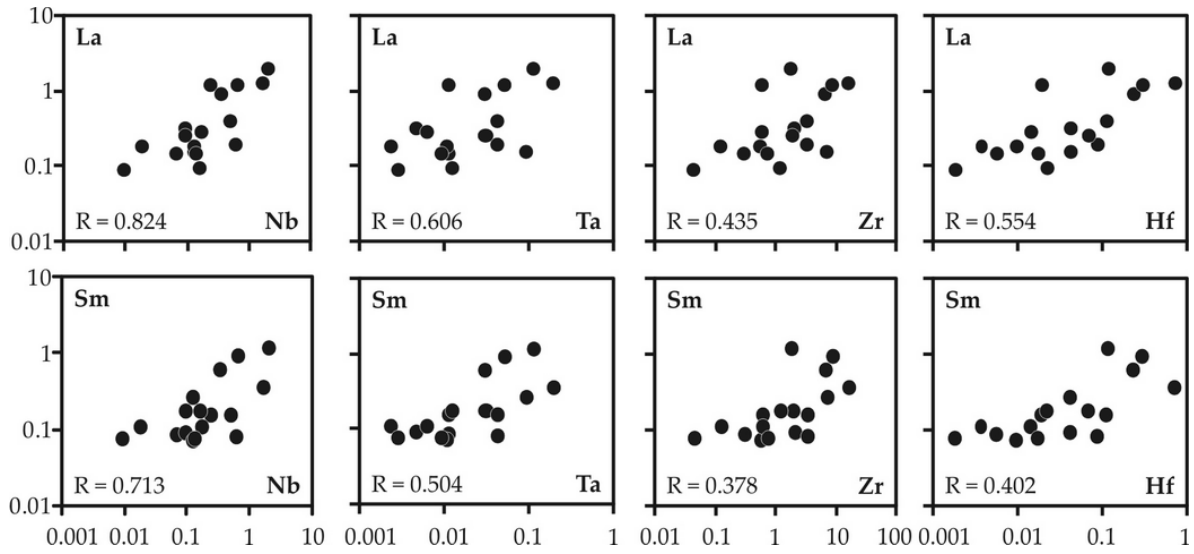 10
1
0.1
0.01
La
R = 0.824
Nb
La
R = 0.606
Ta
La
R = 0.435
Zr
La
R = 0.554
Hf
10
1
0.1
0.01
Sm
R = 0.713
Nb
Sm
R = 0.504
Ta
Sm
R = 0.378
Zr
Sm
R = 0.402
Hf
0.001 0.01 0.1 1 10
0.001 0.01 0.1 1
0.01 0.1 1 10 100
0.001 0.01 0.1 1